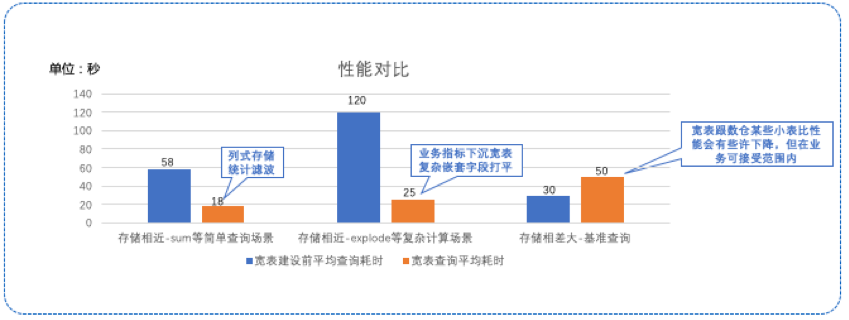 单位：秒
性能对比
140
120
100
80
60
40
20
0
58
18
120
25
30
50
列式存储
统计滤波
业务指标下沉宽表
复杂嵌套字段打平
宽表跟数仓某些小表比性
能会有些许下降，但在业
务可接受范围内
存储相近-sum等简单查询场景
存储相近-explode等复杂计算场景
存储相差大-基准查询
宽表建设前平均查询耗时
宽表查询平均耗时